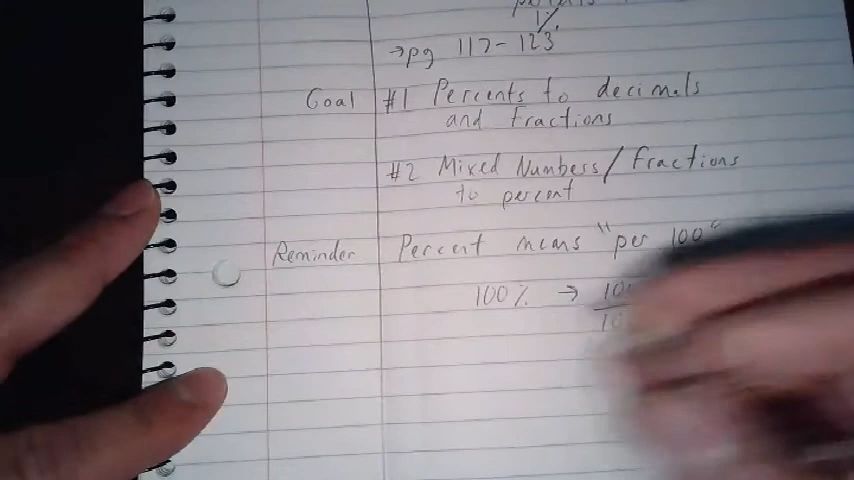 →pg 117-123
Goal #1 Percents to decimals
and fractions
#2 Mixed Numbers/Fractions
to percent
Reminder Percent means "per 100"
100% →